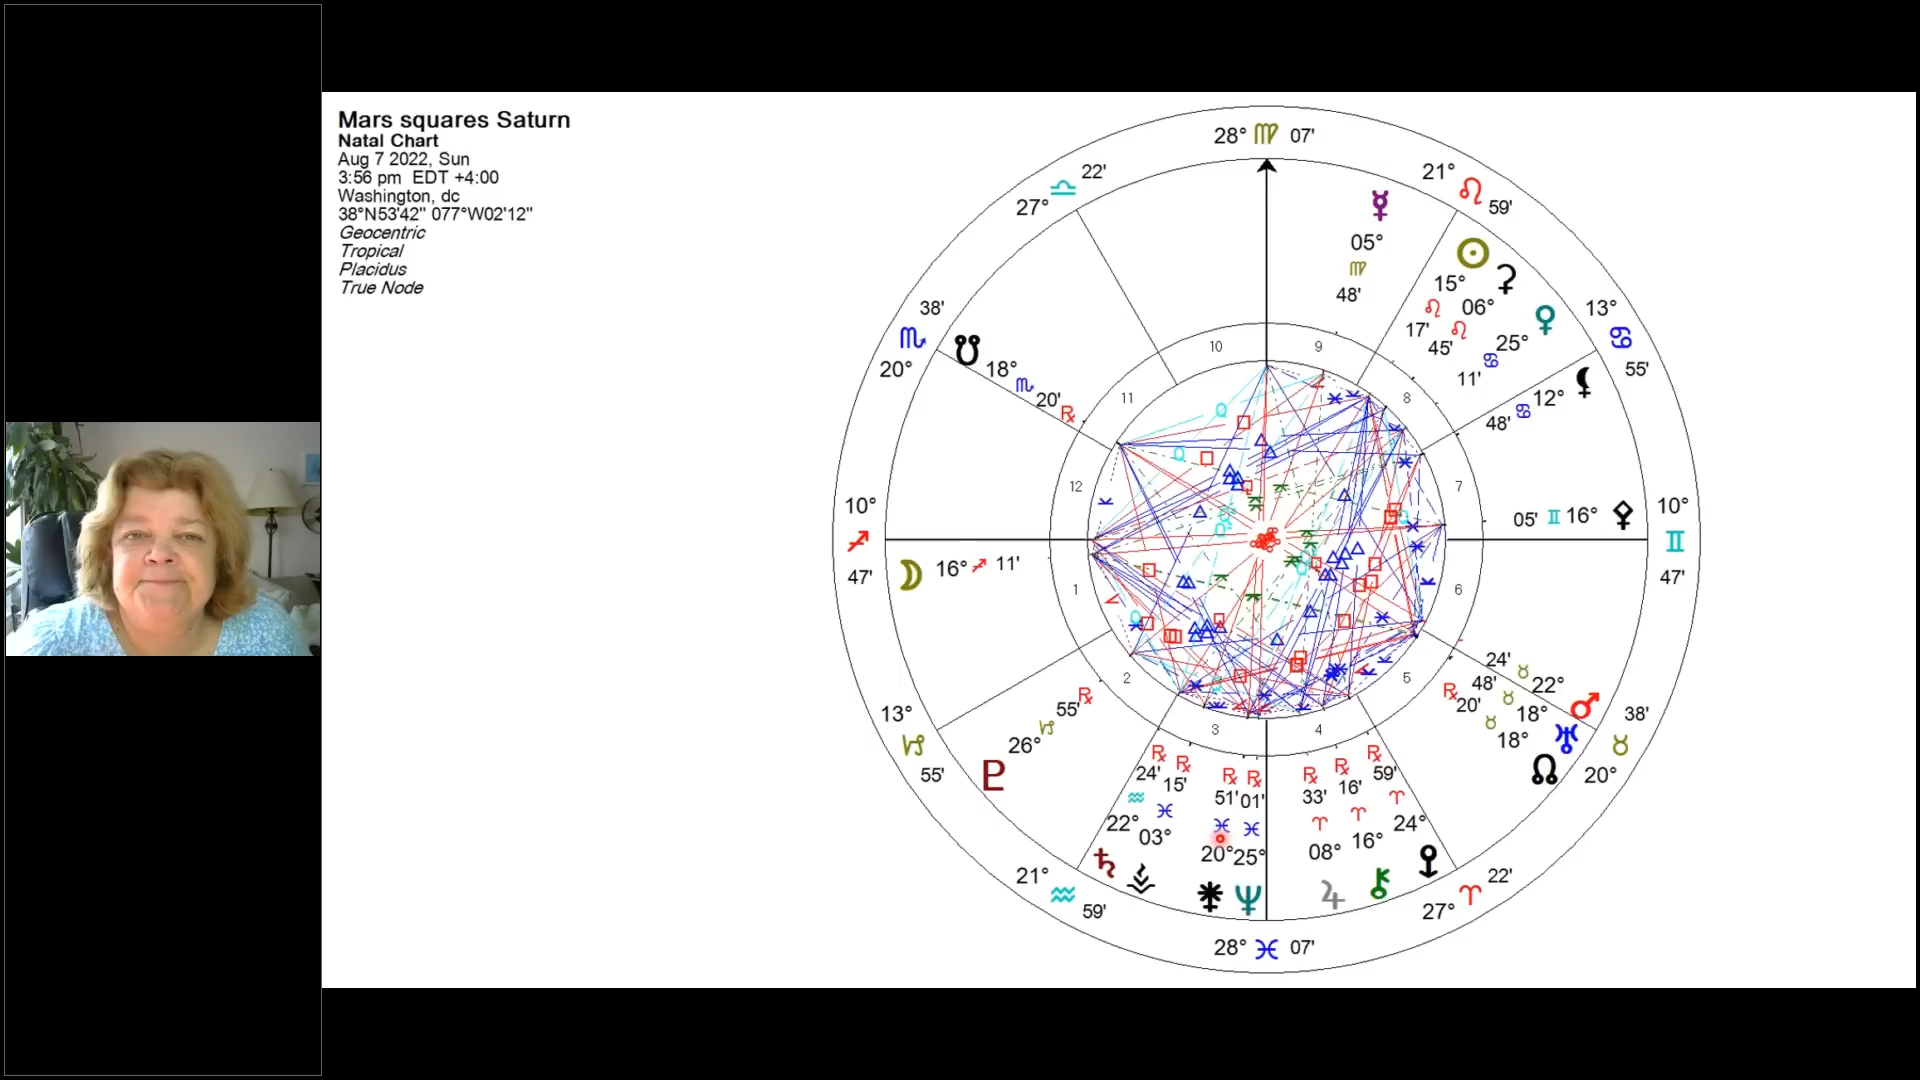 Mars squares Saturn
Natal Chart
Aug 7 2022, Sun
3:56 pm EDT +4:00
Washington, dc
38°N53'42" 077°W02'12"
Geocentric
Tropical
Placidus
True Node
28° ♍ 07'
21° ♌ 59'
13° ♋ 55'
10° ♊ 47'
20° ♉ 38'
27° ♈ 22'
28° ♓ 07'
21° ♒ 59'
13° ♑ 55'
10° ♐ 47'
20° ♏ 38'
27° ♎ 22'
☿ 05° ♍ 48'
☉ 15° ♌ 17'
⚳ 06° ♌ 45'
♀ 25° ♋ 11'
⚸ 12° ♋ 48'
⚴ 16° ♊ 05'
♂ 22° ♉ 24'
♅ 18° ♉ 48'
☊ 18° ♉ 20' ℞
24° ♈ 59' ℞
⚷ 16° ♈ 16' ℞
♃ 08° ♈ 33' ℞
♆ 25° ♓ 01' ℞
⚵ 20° ♓ 51' ℞
⚶ 03° ♓ 15' ℞
♄ 22° ♒ 24' ℞
♇ 26° ♑ 55' ℞
☽ 16° ♐ 11'
☋ 18° ♏ 20' ℞
1
2
3
4
5
6
7
8
9
10
11
12